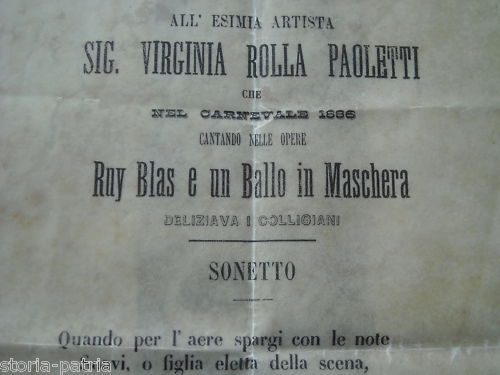 ALL' ESIMIA ARTISTA
SIG. VIRGINIA ROLLA PAOLETTI
CHE
NEL CARNEVALE 1886
CANTANDO NELLE OPERE
Ruy Blas e un Ballo in Maschera
DELIZIAVA I COLLIGIANI
SONETTO
Quando per l' aere spargi con le note
o figlia eletta della scena,
storia-patria